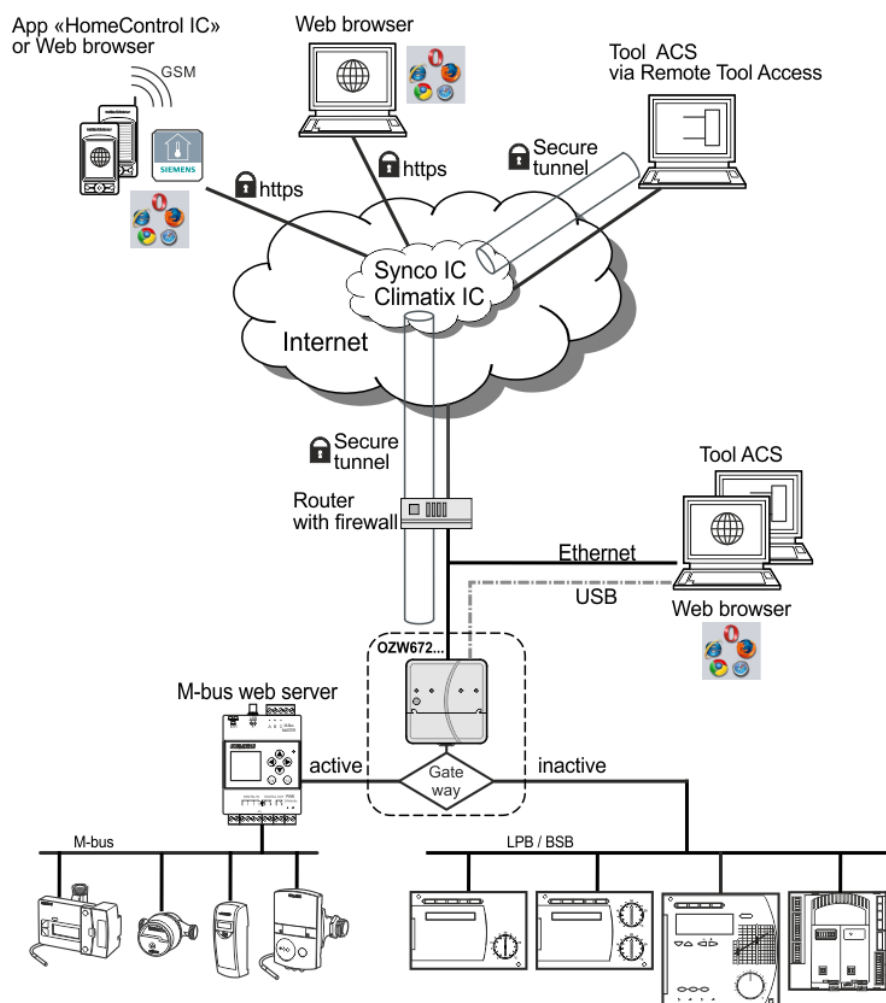 App «HomeControl IC»
or Web browser
GSM
SIEMENS
https
Web browser
https
Tool ACS
via Remote Tool Access
Secure
tunnel
Synco IC
Climatix IC
Internet
Secure
tunnel
Router
with firewall
Tool ACS
Ethernet
USB
Web browser
OZW672...
M-bus web server
active
Gate
way
inactive
M-bus
LPB / BSB